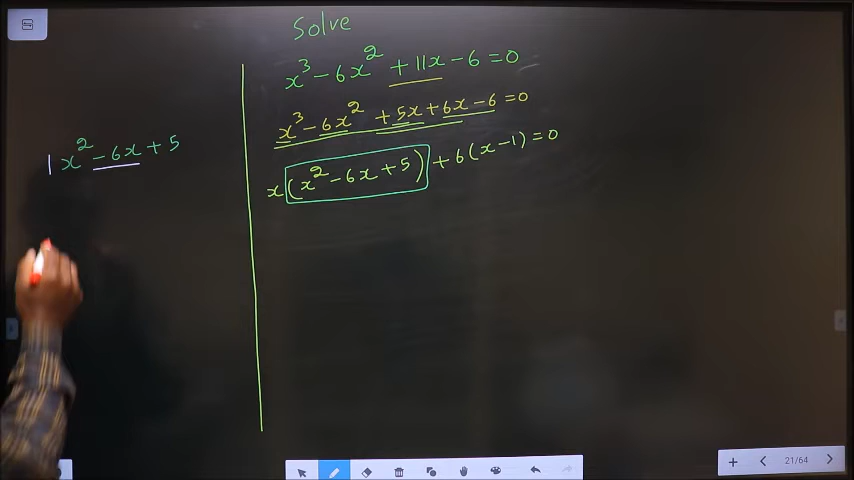 Solve
x³ - 6x² + 11x - 6 = 0
x³ - 6x² + 5x + 6x - 6 = 0
x(x² - 6x + 5) + 6(x - 1) = 0
1x² - 6x + 5
21/64